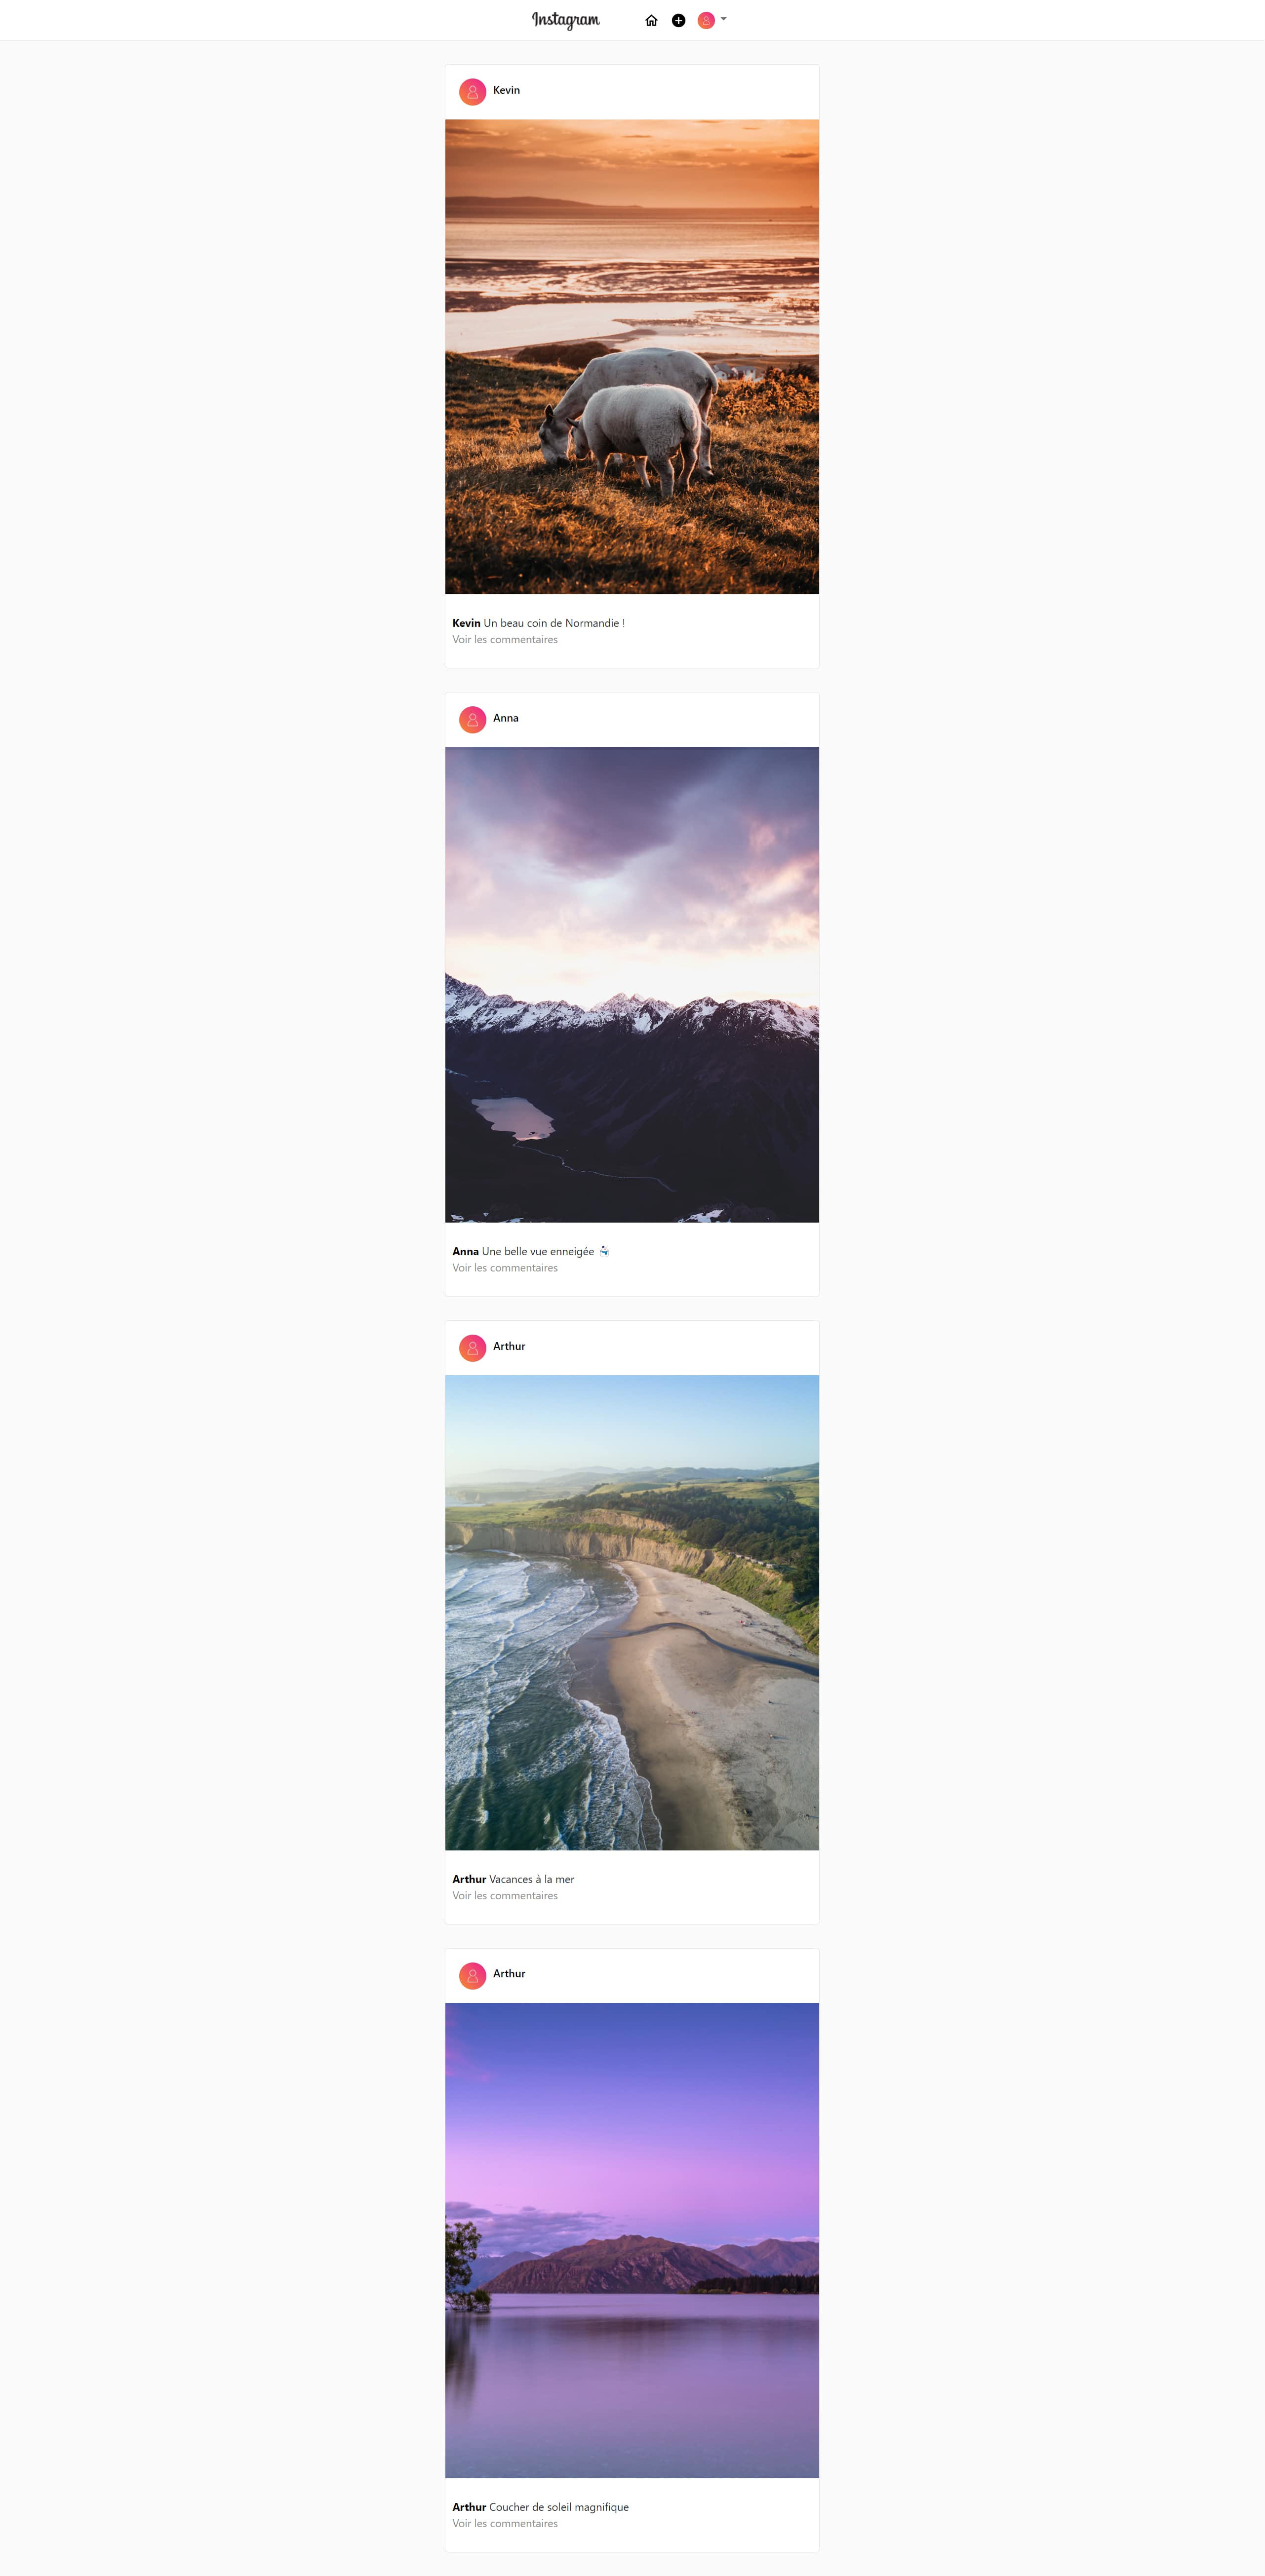 Instagram
Kevin
Kevin Un beau coin de Normandie !
Voir les commentaires
Anna
Anna Une belle vue enneigée ⛄
Voir les commentaires
Arthur
Arthur Vacances à la mer
Voir les commentaires
Arthur
Arthur Coucher de soleil magnifique
Voir les commentaires